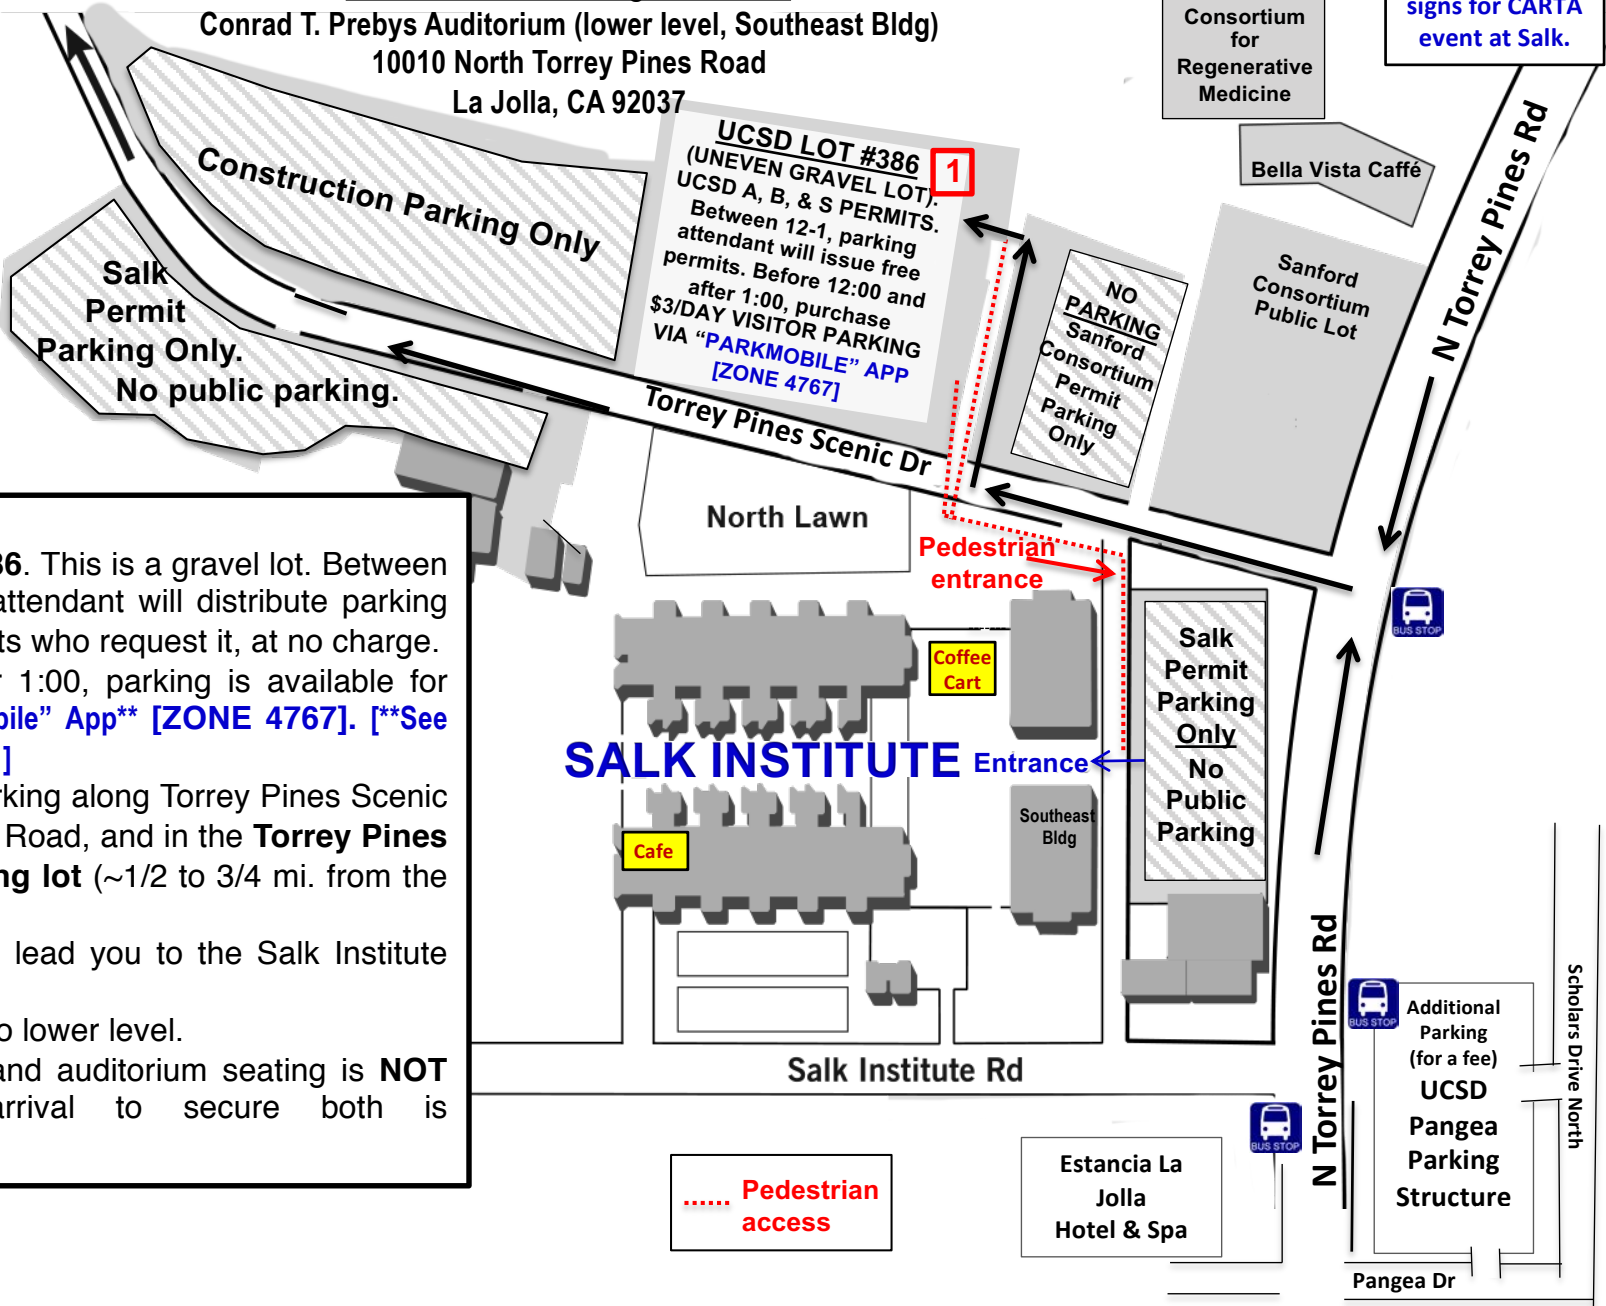 Conrad T. Prebys Auditorium (lower level, Southeast Bldg)
10010 North Torrey Pines Road
La Jolla, CA 92037
Consortium
for
Regenerative
Medicine
signs for CARTA
event at Salk.
Bella Vista Caffé
N Torrey Pines Rd
Construction Parking Only
UCSD LOT #386
(UNEVEN GRAVEL LOT).
UCSD A, B, & S PERMITS.
Between 12-1, parking
attendant will issue free
permits. Before 12:00 and
after 1:00, purchase
$3/DAY VISITOR PARKING
VIA “PARKMOBILE” APP
[ZONE 4767]
1
NO
PARKING
Sanford
Consortium
Permit
Parking
Only
Sanford
Consortium
Public Lot
Salk
Permit
Parking Only.
No public parking.
Torrey Pines Scenic Dr
North Lawn
Pedestrian
entrance
86. This is a gravel lot. Between
attendant will distribute parking
ts who request it, at no charge.
r 1:00, parking is available for
bile” App** [ZONE 4767]. [**See
]
rking along Torrey Pines Scenic
Road, and in the Torrey Pines
ng lot (~1/2 to 3/4 mi. from the
lead you to the Salk Institute
o lower level.
and auditorium seating is NOT
arrival to secure both is
Coffee
Cart
SALK INSTITUTE
Entrance
Cafe
Southeast
Bldg
Salk
Permit
Parking
Only
No
Public
Parking
BUS STOP
Salk Institute Rd
N Torrey Pines Rd
BUS STOP
BUS STOP
Additional
Parking
(for a fee)
UCSD
Pangea
Parking
Structure
Scholars Drive North
Pedestrian
access
Estancia La
Jolla
Hotel & Spa
Pangea Dr